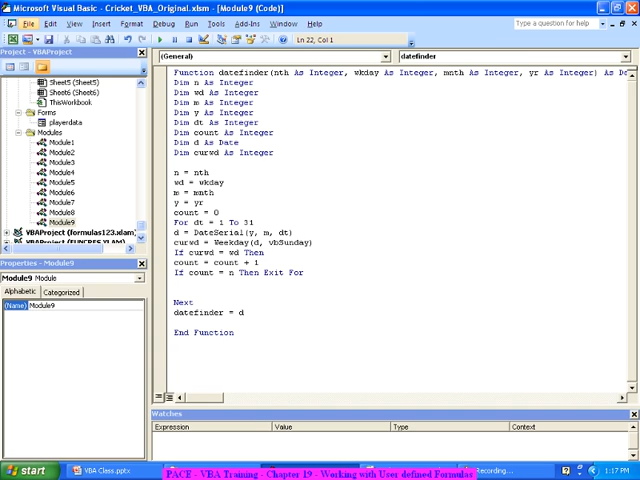 Microsoft Visual Basic - Cricket_VBA_Original.xlsm - [Module9 (Code)]
File Edit View Insert Format Debug Run Tools Add-Ins Window Help
Type a question for help
Ln 22, Col 1
Project - VBAProject
(General)
datefinder
Sheet5 (Sheet5)
Sheet6 (Sheet6)
ThisWorkbook
Forms
playerdata
Modules
Module1
Module2
Module3
Module4
Module5
Module6
Module7
Module8
Module9
VBAProject (formulas123.xlam)
VBAProject (FUNCRES.XLAM)
Function datefinder(nth As Integer, wkday As Integer, mnth As Integer, yr As Integer) As Da
Dim n As Integer
Dim wd As Integer
Dim m As Integer
Dim y As Integer
Dim dt As Integer
Dim count As Integer
Dim d As Date
Dim curwd As Integer
n = nth
wd = wkday
m = mnth
y = yr
count = 0
For dt = 1 To 31
d = DateSerial(y, m, dt)
curwd = Weekday(d, vbSunday)
If curwd = wd Then
count = count + 1
If count = n Then Exit For
Next
datefinder = d
End Function
Properties - Module9
Module9 Module
Alphabetic Categorized
(Name) Module9
Watches
Expression Value Type Context
start
VBA Class.pptx
Recording...
1:17 PM
PACE - VBA Training - Chapter 19 - Working with User defined Formulas